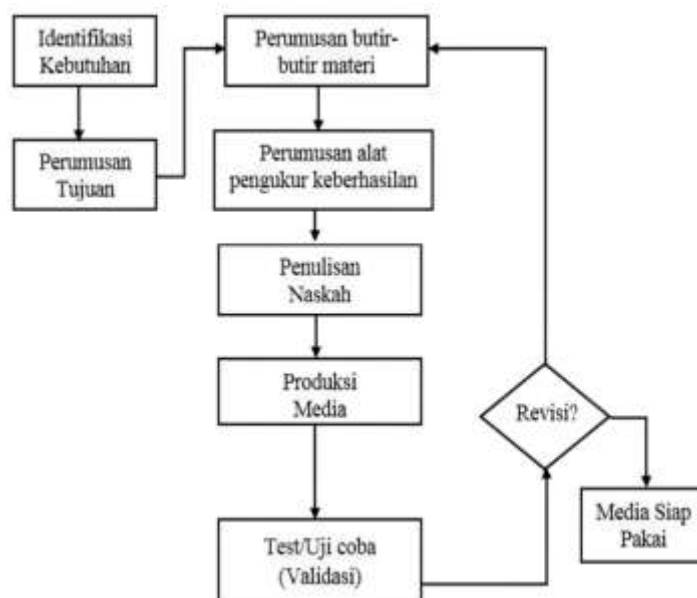 Identifikasi
Kebutuhan
Perumusan
Tujuan
Perumusan butir-
butir materi
Perumusan alat
pengukur keberhasilan
Penulisan
Naskah
Produksi
Media
Test/Uji coba
(Validasi)
Revisi?
Media Siap
Pakai